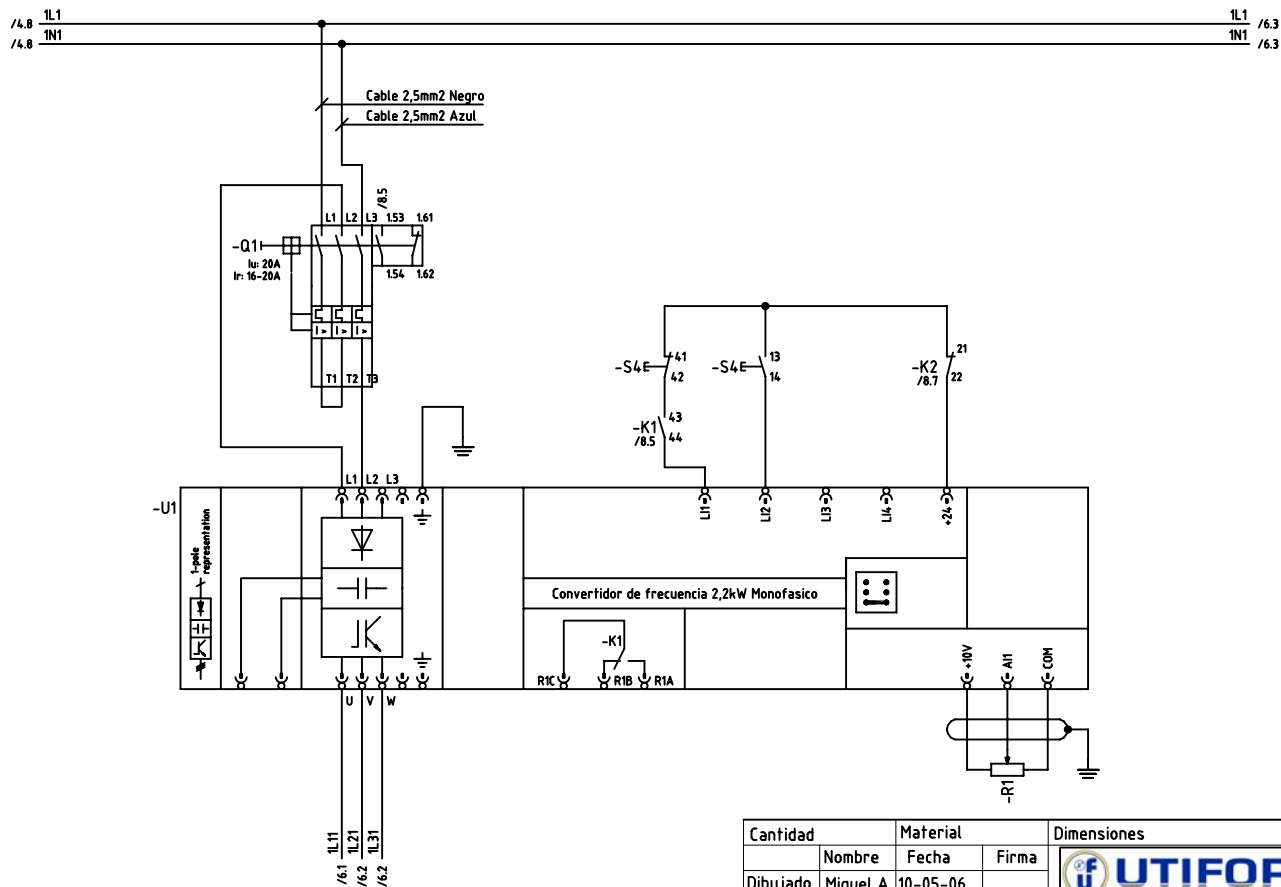 1L1 1L1
/4.8 /6.3
1N1 1N1
/4.8 /6.3
Cable 2,5mm2 Negro
Cable 2,5mm2 Azul
/8.5
L1 L2 L3 1.53 1.61
-Q1
Iu: 20A
Ir: 16-20A
1.54 1.62
I> I> I>
T1 T2 T3
-S4 41 42
-S4 13 14
-K2 21 22
/8.7
-K1 43 44
/8.5
L1 L2 L3
-U1
LI1 LI2 LI3 LI4 +24
1-pole
representation
Convertidor de frecuencia 2,2kW Monofasico
-K1
R1C R1B R1A
+10V AI1 COM
U V W
-R1
1L11 1L21 1L31
/6.1 /6.2 /6.2
Cantidad Material Dimensiones
Nombre Fecha Firma
Dibujado Miguel A 10-05-06
fu UTIFOR